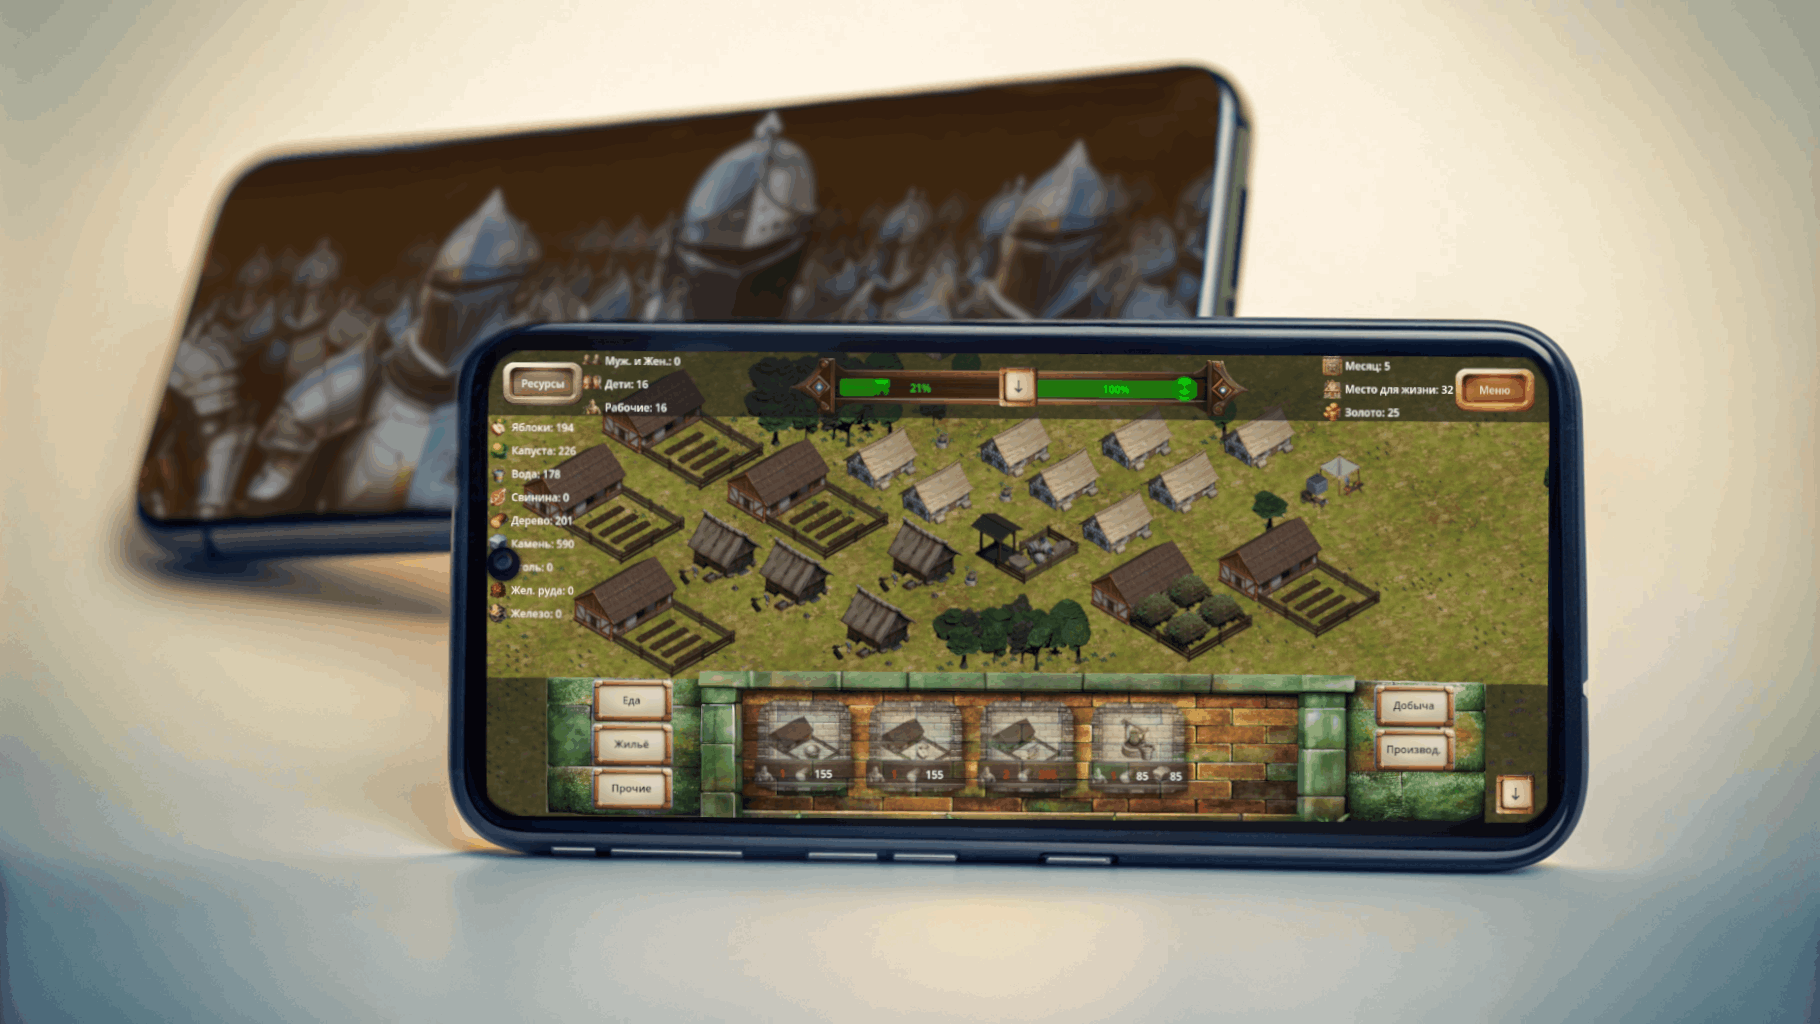 Ресурсы
Муж. и Жен.: 0
Дети: 16
Рабочие: 16
21%
100%
Месяц: 5
Место для жизни: 32
Золото: 25
Меню
Яблоки: 194
Капуста: 226
Вода: 178
Свинина: 0
Дерево: 201
Камень: 590
оль: 0
Жел. руда: 0
Железо: 0
Еда
Жильё
Прочие
155
155
85 85
Добыча
Производ.